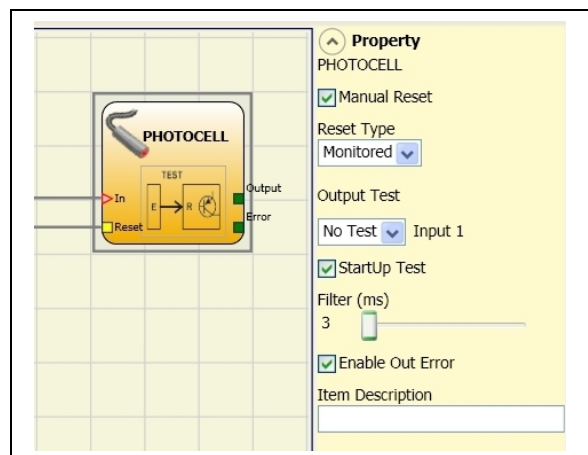 PHOTOCELL
TEST
In
E
R
Output
Reset
Error
Property
PHOTOCELL
Manual Reset
Reset Type
Monitored
Output Test
No Test Input 1
StartUp Test
Filter (ms)
3
Enable Out Error
Item Description